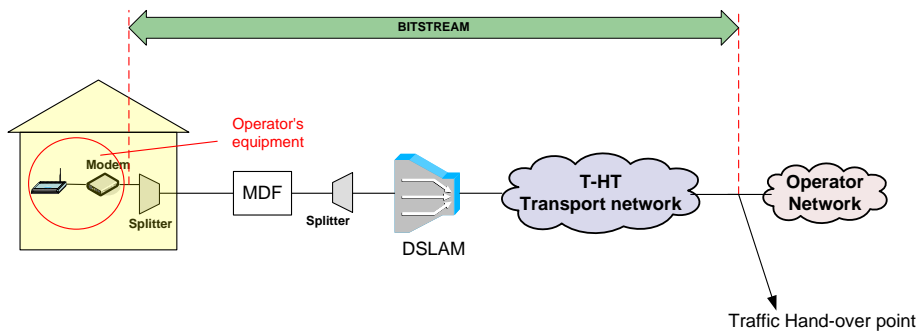 BITSTREAM
Operator's
equipment
Modem
Splitter
MDF
Splitter
DSLAM
T-HT
Transport network
Operator
Network
Traffic Hand-over point